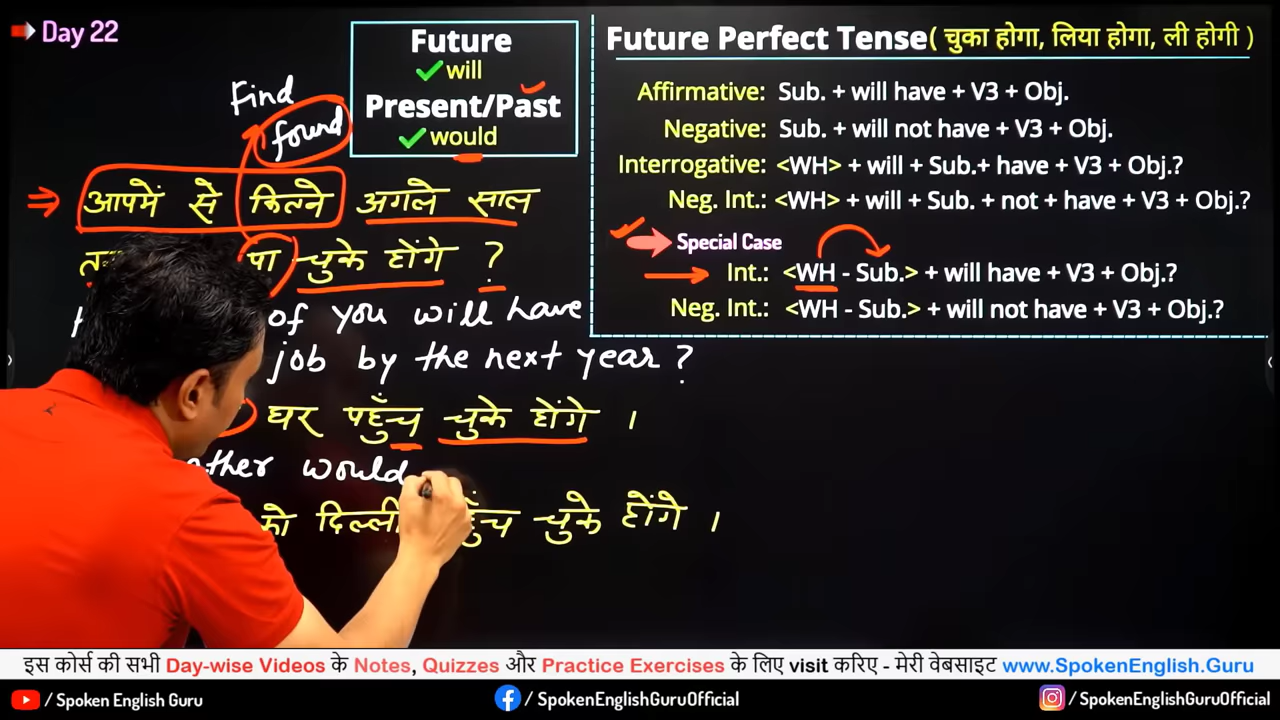 Day 22
Future
will
Present/Past
would
Find
found
आपमें से कितने अगले साल
पा चुके होंगे ?
of you will have
job by the next year ?
घर पहुँच चुके होंगे ।
would
को दिल्ली चुके होंगे ।
Future Perfect Tense ( चुका होगा, लिया होगा, ली होगी )
Affirmative: Sub. + will have + V3 + Obj.
Negative: Sub. + will not have + V3 + Obj.
Interrogative: <WH> + will + Sub.+ have + V3 + Obj.?
Neg. Int.: <WH> + will + Sub. + not + have + V3 + Obj.?
Special Case
Int.: <WH - Sub.> + will have + V3 + Obj.?
Neg. Int.: <WH - Sub.> + will not have + V3 + Obj.?
इस कोर्स की सभी Day-wise Videos के Notes, Quizzes और Practice Exercises के लिए visit करिए - मेरी वेबसाइट www.SpokenEnglish.Guru
/ Spoken English Guru
/ SpokenEnglishGuruOfficial
/ SpokenEnglishGuruOfficial